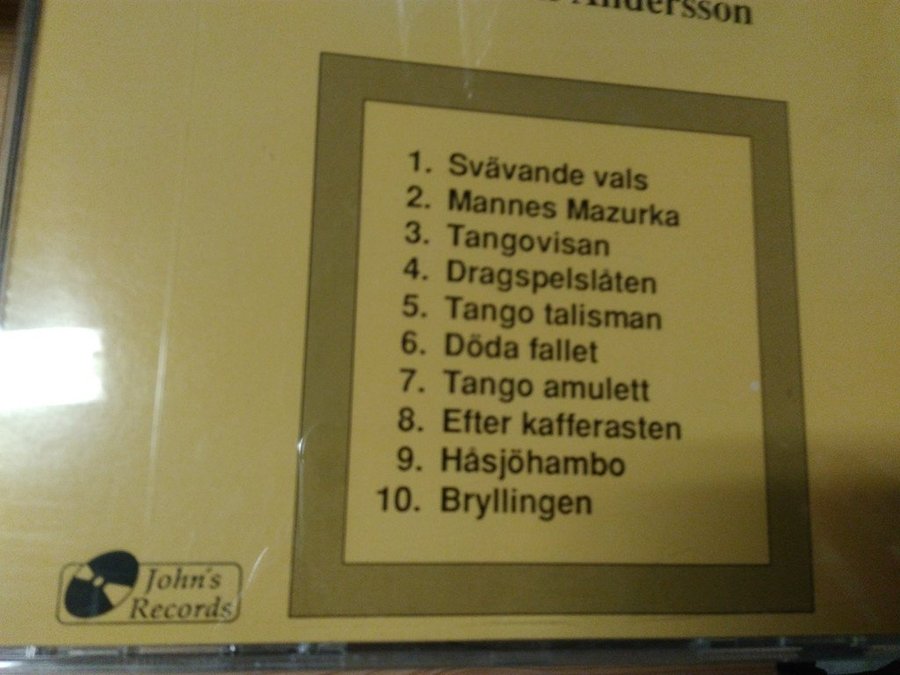 Andersson
1. Svävande vals
2. Mannes Mazurka
3. Tangovisan
4. Dragspelslåten
5. Tango talisman
6. Döda fallet
7. Tango amulett
8. Efter kafferasten
9. Håsjöhambo
10. Bryllingen
John's
Records